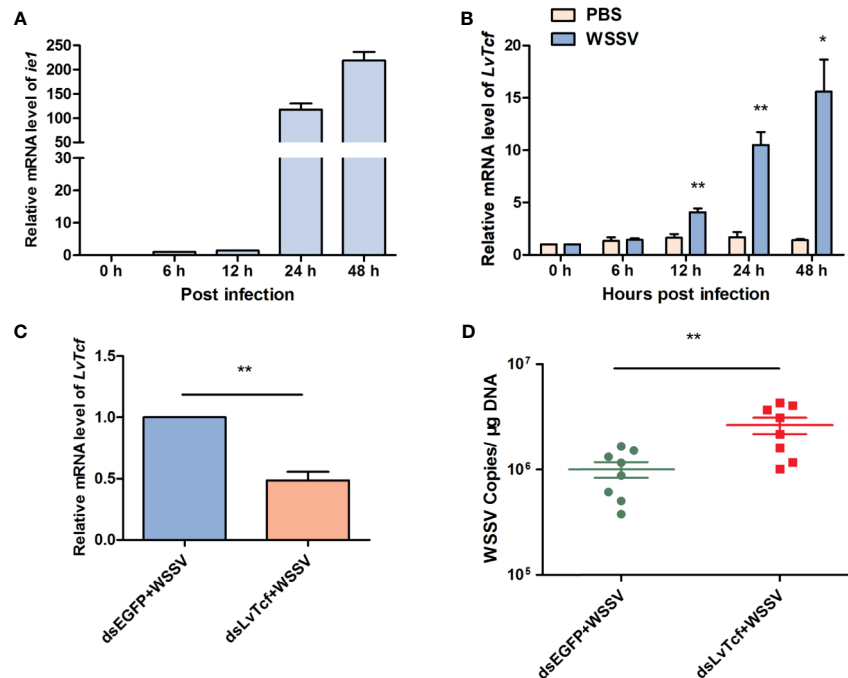 A
Relative mRNA level of ie1
250
200
150
100
50
30
20
10
0
0 h 6 h 12 h 24 h 48 h
Post infection
B
PBS
WSSV
Relative mRNA level of LvTcf
20
15
10
5
0
** ** *
0 h 6 h 12 h 24 h 48 h
Hours post infection
C
Relative mRNA level of LvTcf
1.5
1.0
0.5
0.0
**
dsEGFP+WSSV
dsLvTcf+WSSV
D
WSSV Copies/ μg DNA
10⁷
10⁶
10⁵
**
dsEGFP+WSSV
dsLvTcf+WSSV